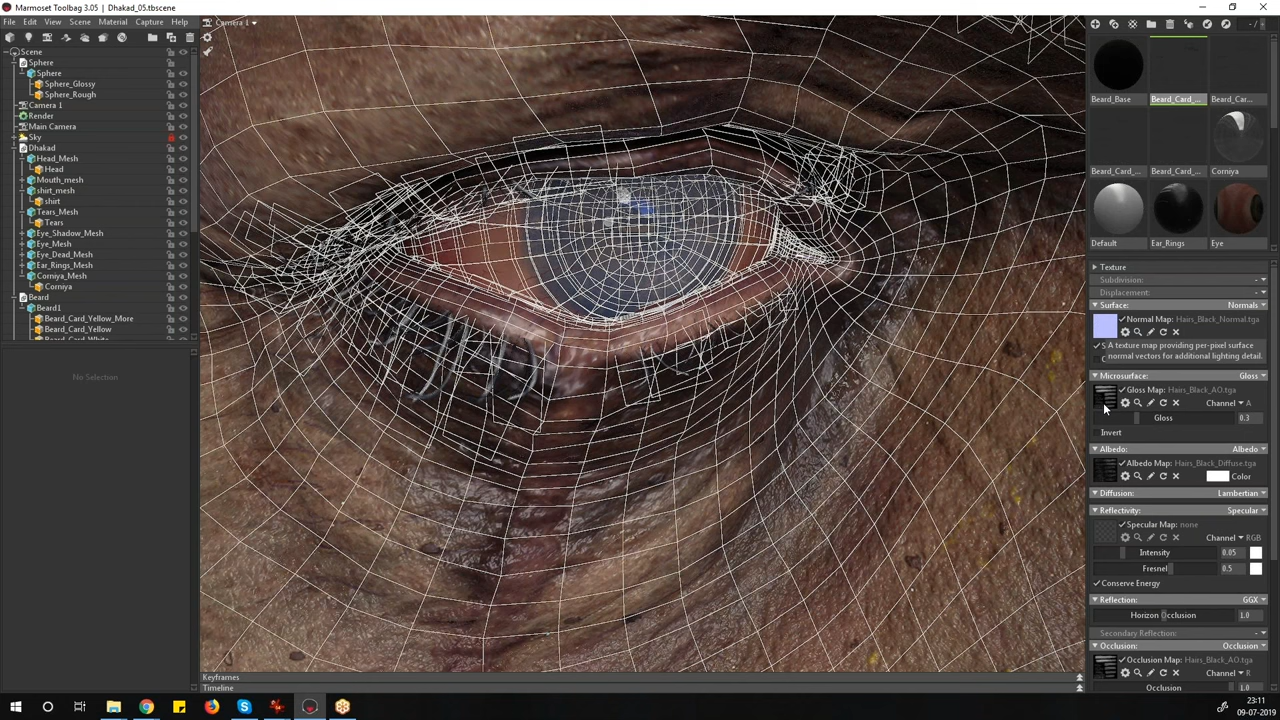 Marmoset Toolbag 3.05 | Dhakad_05.tbscene
File Edit View Scene Material Capture Help
Camera 1
Scene
Sphere
Sphere
Sphere_Glossy
Sphere_Rough
Camera 1
Render
Main Camera
Sky
Dhakad
Head_Mesh
Head
Mouth_mesh
shirt_mesh
shirt
Tears_Mesh
Tears
Eye_Shadow_Mesh
Eye_Mesh
Eye_Dead_Mesh
Ear_Rings_Mesh
Corniya_Mesh
Corniya
Beard
Beard1
Beard_Card_Yellow_More
Beard_Card_Yellow
Beard_Card_White
No Selection
Keyframes
Timeline
Beard_Base Beard_Card_... Beard_Car...
Beard_Card_... Beard_Card_... Corniya
Default Ear_Rings Eye
Texture
Subdivision: -
Displacement: -
Surface: Normals
Normal Map: Hairs_Black_Normal.tga
A texture map providing per-pixel surface
normal vectors for additional lighting detail.
Microsurface: Gloss
Gloss Map: Hairs_Black_AO.tga
Channel A
Gloss 0.3
Invert
Albedo: Albedo
Albedo Map: Hairs_Black_Diffuse.tga
Color
Diffusion: Lambertian
Reflectivity: Specular
Specular Map: none
Channel RGB
Intensity 0.05
Fresnel 0.5
Conserve Energy
Reflection: GGX
Horizon Occlusion 1.0
Secondary Reflection: -
Occlusion: Occlusion
Occlusion Map: Hairs_Black_AO.tga
Channel R
Occlusion 1.0
23:11
09-07-2019